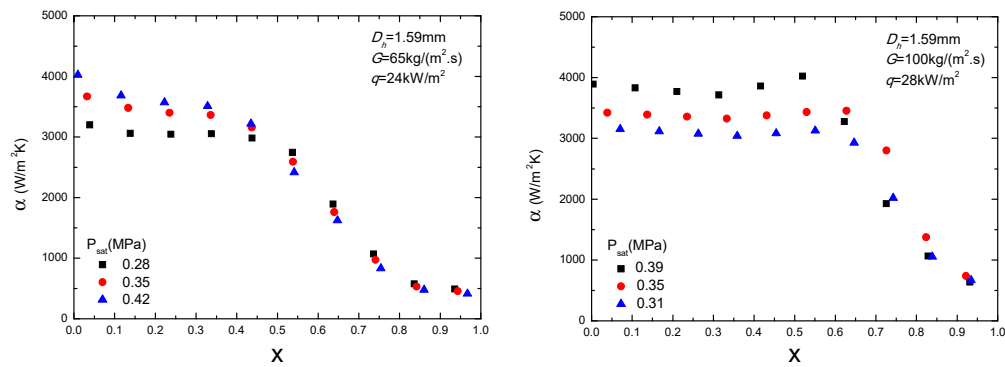 5000
4000
3000
2000
1000
0
α (W/m²K)
D_h=1.59mm
G=65kg/(m².s)
q=24kW/m²
P_sat(MPa)
0.28
0.35
0.42
0.0 0.1 0.2 0.3 0.4 0.5 0.6 0.7 0.8 0.9 1.0
X
5000
4000
3000
2000
1000
0
α (W/m²K)
D_h=1.59mm
G=100kg/(m².s)
q=28kW/m²
P_sat(MPa)
0.39
0.35
0.31
0.0 0.1 0.2 0.3 0.4 0.5 0.6 0.7 0.8 0.9 1.0
X